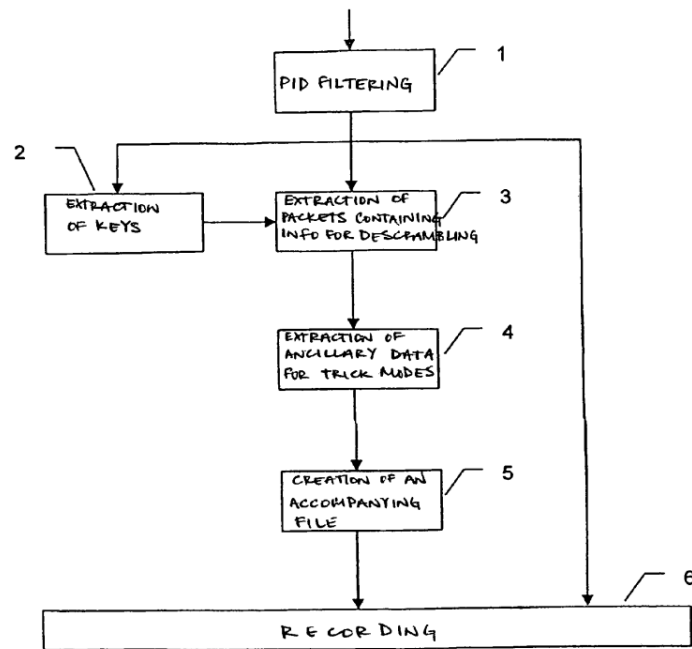 1
PID FILTERING
2
EXTRACTION
OF KEYS
3
EXTRACTION OF
PACKETS CONTAINING
INFO FOR DESCRAMBLING
4
EXTRACTION OF
ANCILLARY DATA
FOR TRICK MODES
5
CREATION OF AN
ACCOMPANYING
FILE
6
RECORDING